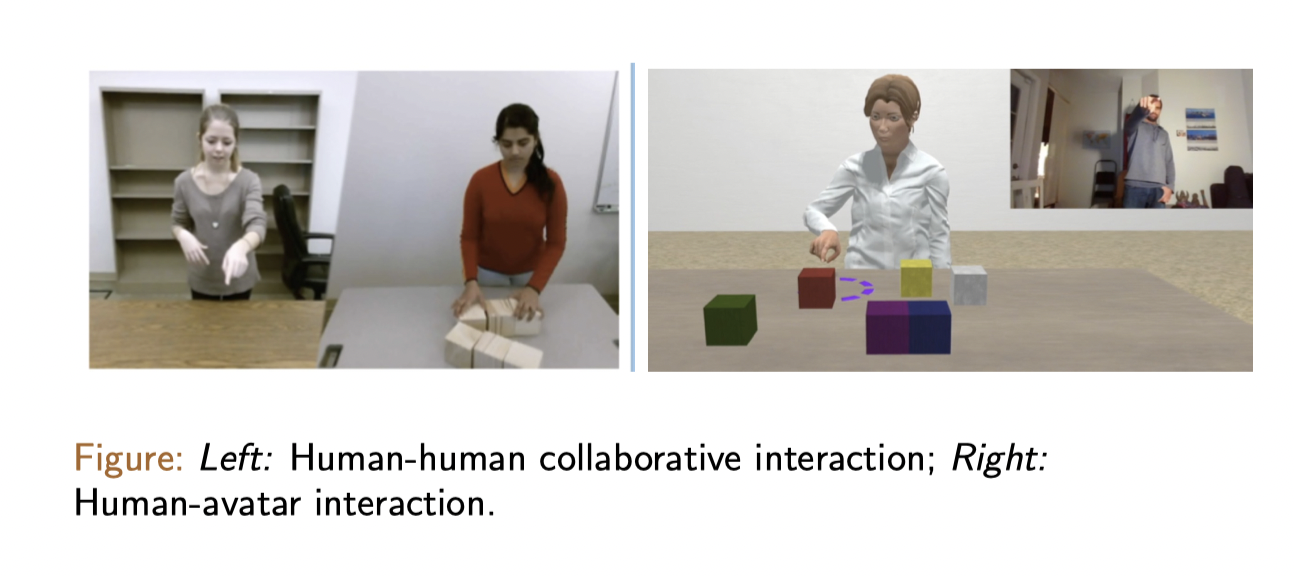 Figure: Left: Human-human collaborative interaction; Right:
Human-avatar interaction.